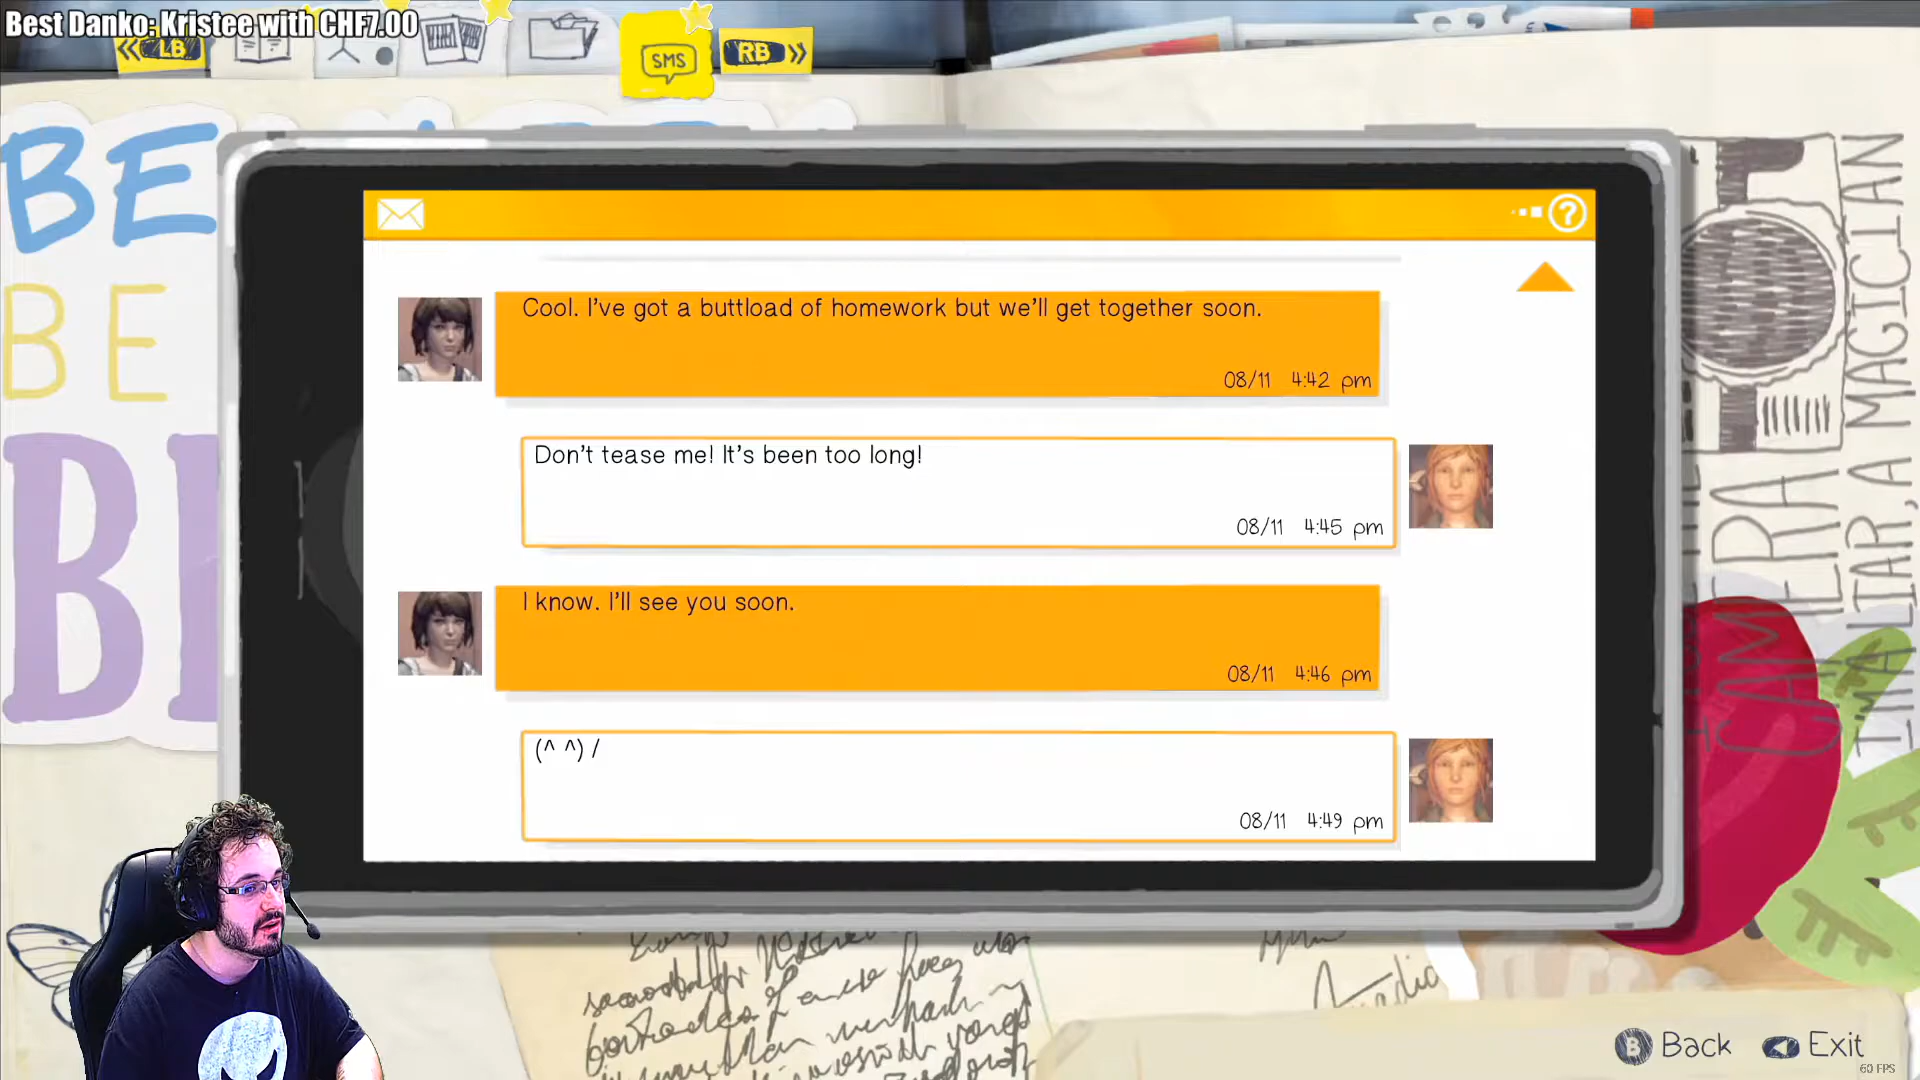 Best Danko: Kristee with CHF7.00
LB
SMS
RB
BE
BE
?
Cool. I've got a buttload of homework but we'll get together soon.
08/11 4:42 pm
Don't tease me! It's been too long!
08/11 4:45 pm
I know. I'll see you soon.
08/11 4:46 pm
(^ ^) /
08/11 4:49 pm
CAMERA
I'M A LIAR, A MAGICIAN
B Back
Exit
60 FPS